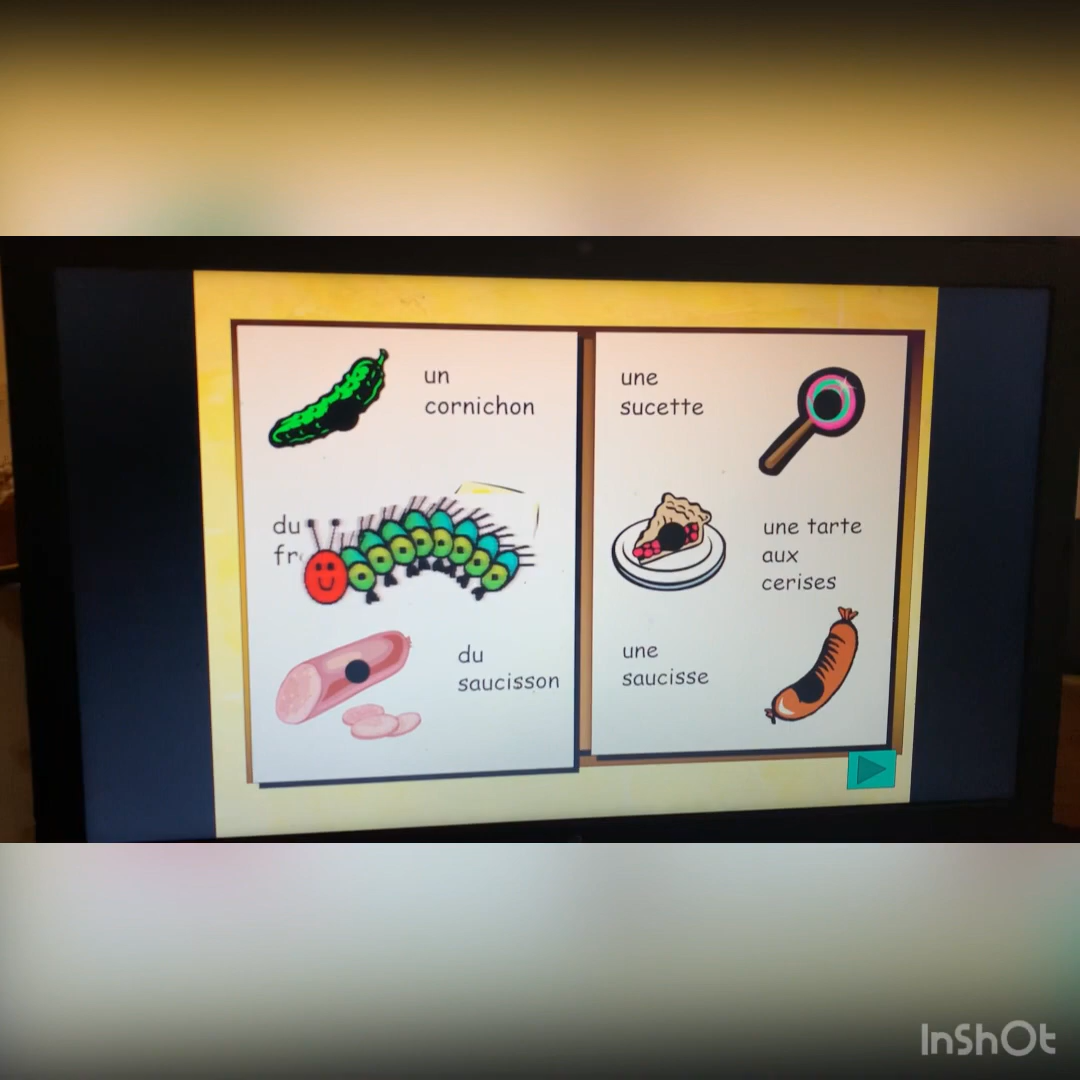 un
cornichon
du
saucisson
une
sucette
une tarte
aux
cerises
une
saucisse
du
InShOt